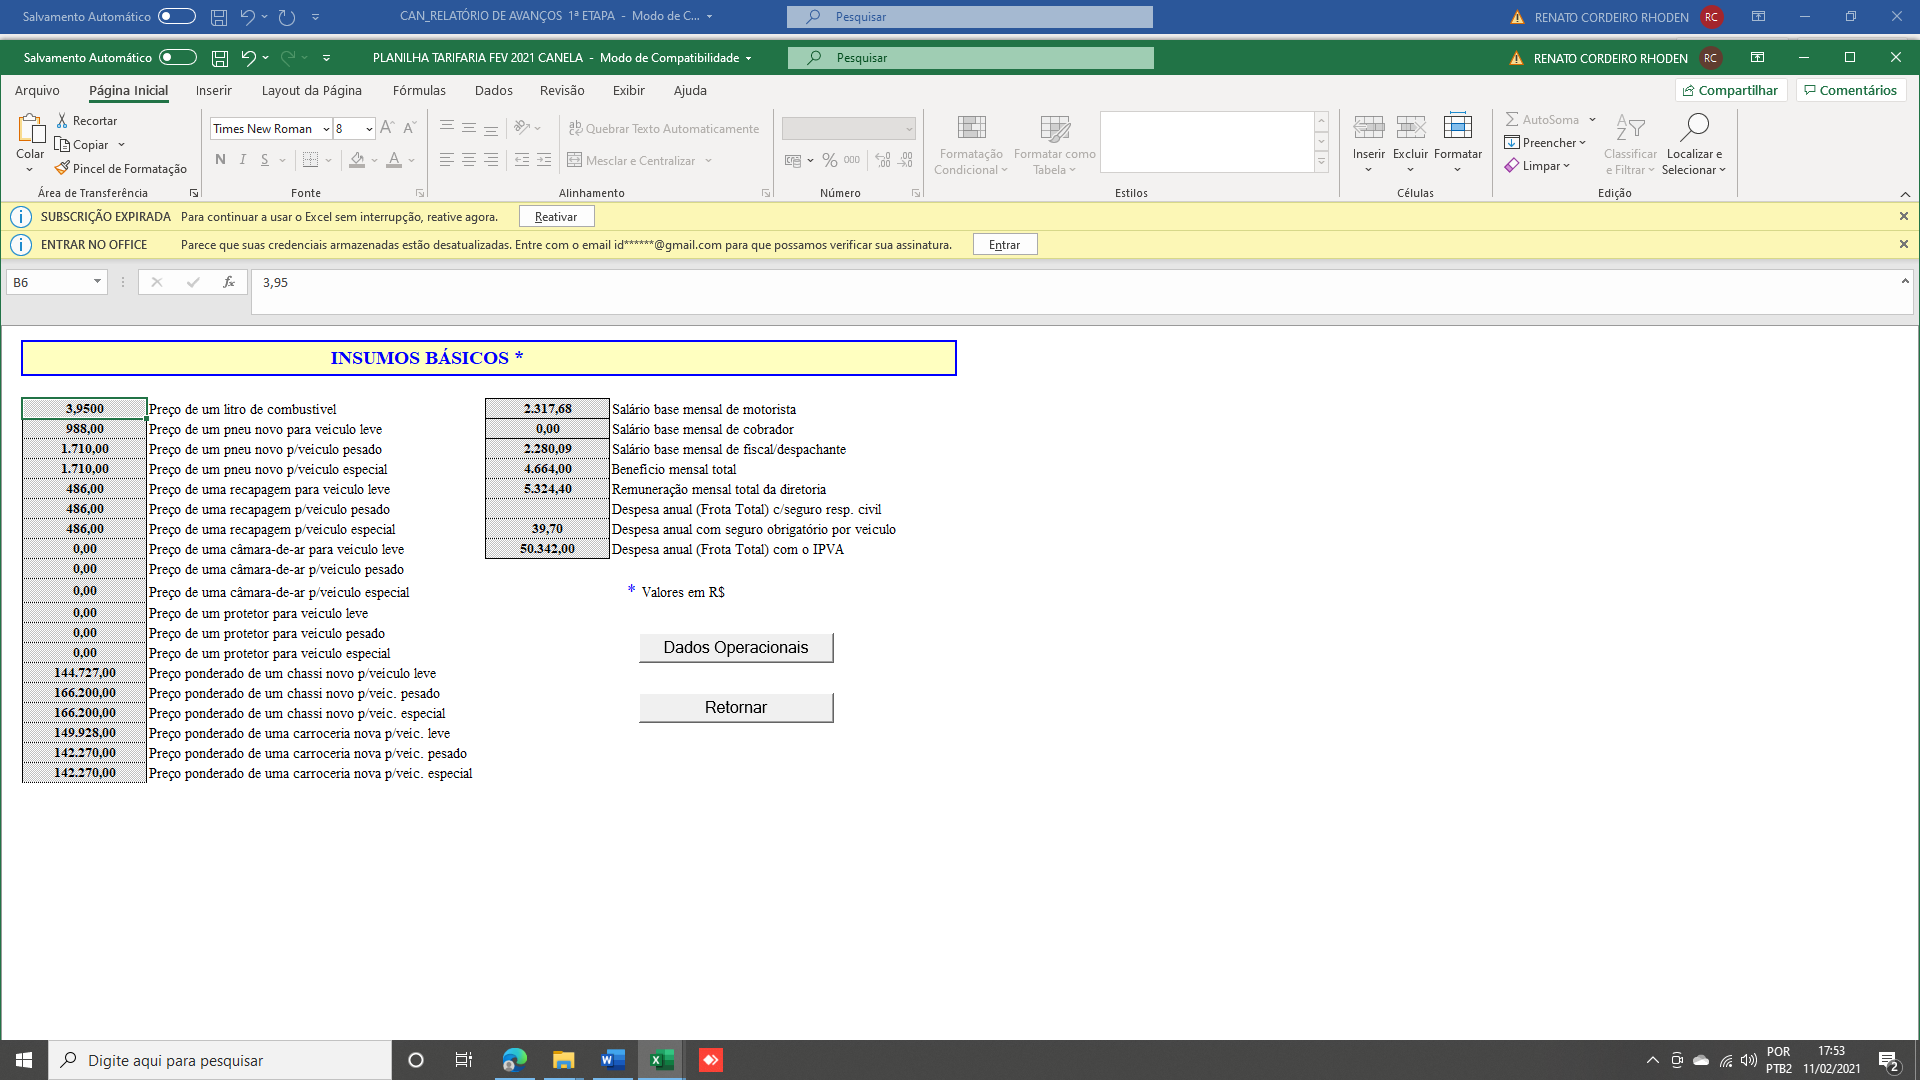 Salvamento Automático
CAN_RELATÓRIO DE AVANÇOS 1ª ETAPA - Modo de C...
Pesquisar
RENATO CORDEIRO RHODEN
RC
Salvamento Automático
PLANILHA TARIFARIA FEV 2021 CANELA - Modo de Compatibilidade
Pesquisar
RENATO CORDEIRO RHODEN
RC
Arquivo
Página Inicial
Inserir
Layout da Página
Fórmulas
Dados
Revisão
Exibir
Ajuda
Compartilhar
Comentários
Colar
Recortar
Copiar
Pincel de Formatação
Área de Transferência
Times New Roman
8
A A
N I S
A
Fonte
ab
Quebrar Texto Automaticamente
Mesclar e Centralizar
Alinhamento
% 000
Número
Formatação Condicional
Formatar como Tabela
Estilos
Inserir
Excluir
Formatar
Células
AutoSoma
Preencher
Limpar
Classificar e Filtrar
Localizar e Selecionar
Edição
SUBSCRIÇÃO EXPIRADA Para continuar a usar o Excel sem interrupção, reative agora. Reativar
ENTRAR NO OFFICE Parece que suas credenciais armazenadas estão desatualizadas. Entre com o email id******@gmail.com para que possamos verificar sua assinatura. Entrar
B6
fx
3,95
INSUMOS BÁSICOS *
3,9500 Preço de um litro de combustível
988,00 Preço de um pneu novo para veículo leve
1.710,00 Preço de um pneu novo p/veículo pesado
1.710,00 Preço de um pneu novo p/veículo especial
486,00 Preço de uma recapagem para veículo leve
486,00 Preço de uma recapagem p/veículo pesado
486,00 Preço de uma recapagem p/veículo especial
0,00 Preço de uma câmara-de-ar para veículo leve
0,00 Preço de uma câmara-de-ar p/veículo pesado
0,00 Preço de uma câmara-de-ar p/veículo especial
0,00 Preço de um protetor para veículo leve
0,00 Preço de um protetor para veículo pesado
0,00 Preço de um protetor para veículo especial
144.727,00 Preço ponderado de um chassi novo p/veículo leve
166.200,00 Preço ponderado de um chassi novo p/veic. pesado
166.200,00 Preço ponderado de um chassi novo p/veic. especial
149.928,00 Preço ponderado de uma carroceria nova p/veic. leve
142.270,00 Preço ponderado de uma carroceria nova p/veic. pesado
142.270,00 Preço ponderado de uma carroceria nova p/veic. especial
2.317,68 Salário base mensal de motorista
0,00 Salário base mensal de cobrador
2.280,09 Salário base mensal de fiscal/despachante
4.664,00 Benefício mensal total
5.324,40 Remuneração mensal total da diretoria
Despesa anual (Frota Total) c/seguro resp. civil
39,70 Despesa anual com seguro obrigatório por veículo
50.342,00 Despesa anual (Frota Total) com o IPVA
* Valores em R$
Dados Operacionais
Retornar
Digite aqui para pesquisar
POR
PTB2
17:53
11/02/2021
2